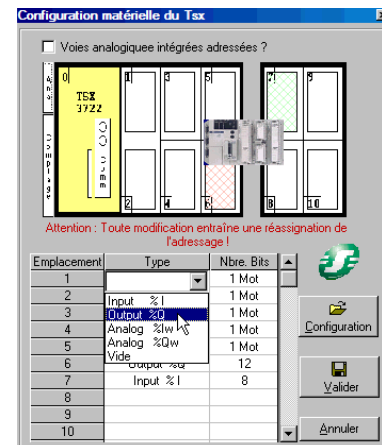 Configuration matérielle du Tsx
Voies analogiquee intégrées adressées ?
0 1 3 5 7 9
TSX
3722
Comm
2 4 6 8 10
Attention : Toute modification entraîne une réassignation de
l'adressage !
Emplacement Type Nbre. Bits
1 1 Mot
2 Input %I 1 Mot
3 Output %Q 1 Mot
4 Analog %Iw 1 Mot
5 Analog %Qw 1 Mot
Vide
6 Output %Q 12
7 Input %I 8
8
9
10
Configuration
Valider
Annuler